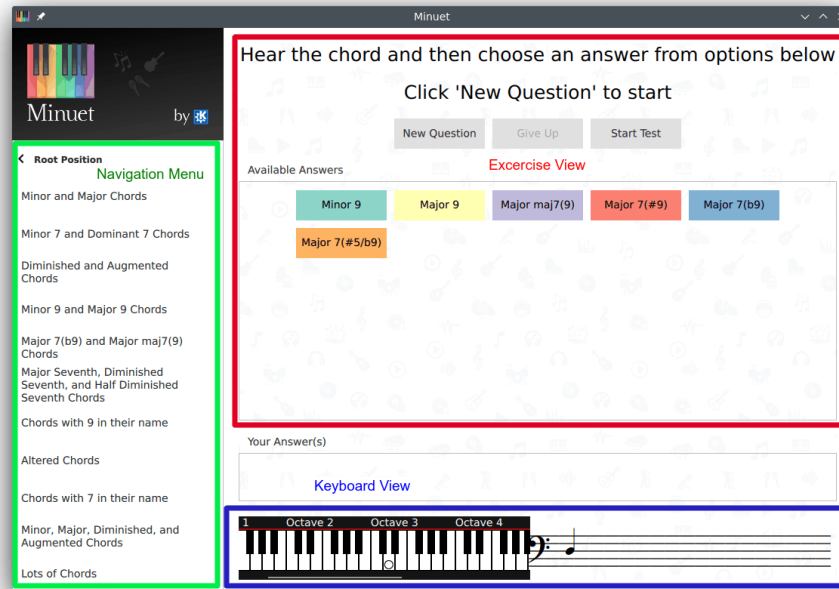 Minuet
Minuet
by
Root Position
Navigation Menu
Minor and Major Chords
Minor 7 and Dominant 7 Chords
Diminished and Augmented
Chords
Minor 9 and Major 9 Chords
Major 7(b9) and Major maj7(9)
Chords
Major Seventh, Diminished
Seventh, and Half Diminished
Seventh Chords
Chords with 9 in their name
Altered Chords
Chords with 7 in their name
Minor, Major, Diminished, and
Augmented Chords
Lots of Chords
Hear the chord and then choose an answer from options below
Click 'New Question' to start
New Question Give Up Start Test
Excercise View
Available Answers
Minor 9 Major 9 Major maj7(9) Major 7(#9) Major 7(b9)
Major 7(#5/b9)
Your Answer(s)
Keyboard View
1 Octave 2 Octave 3 Octave 4